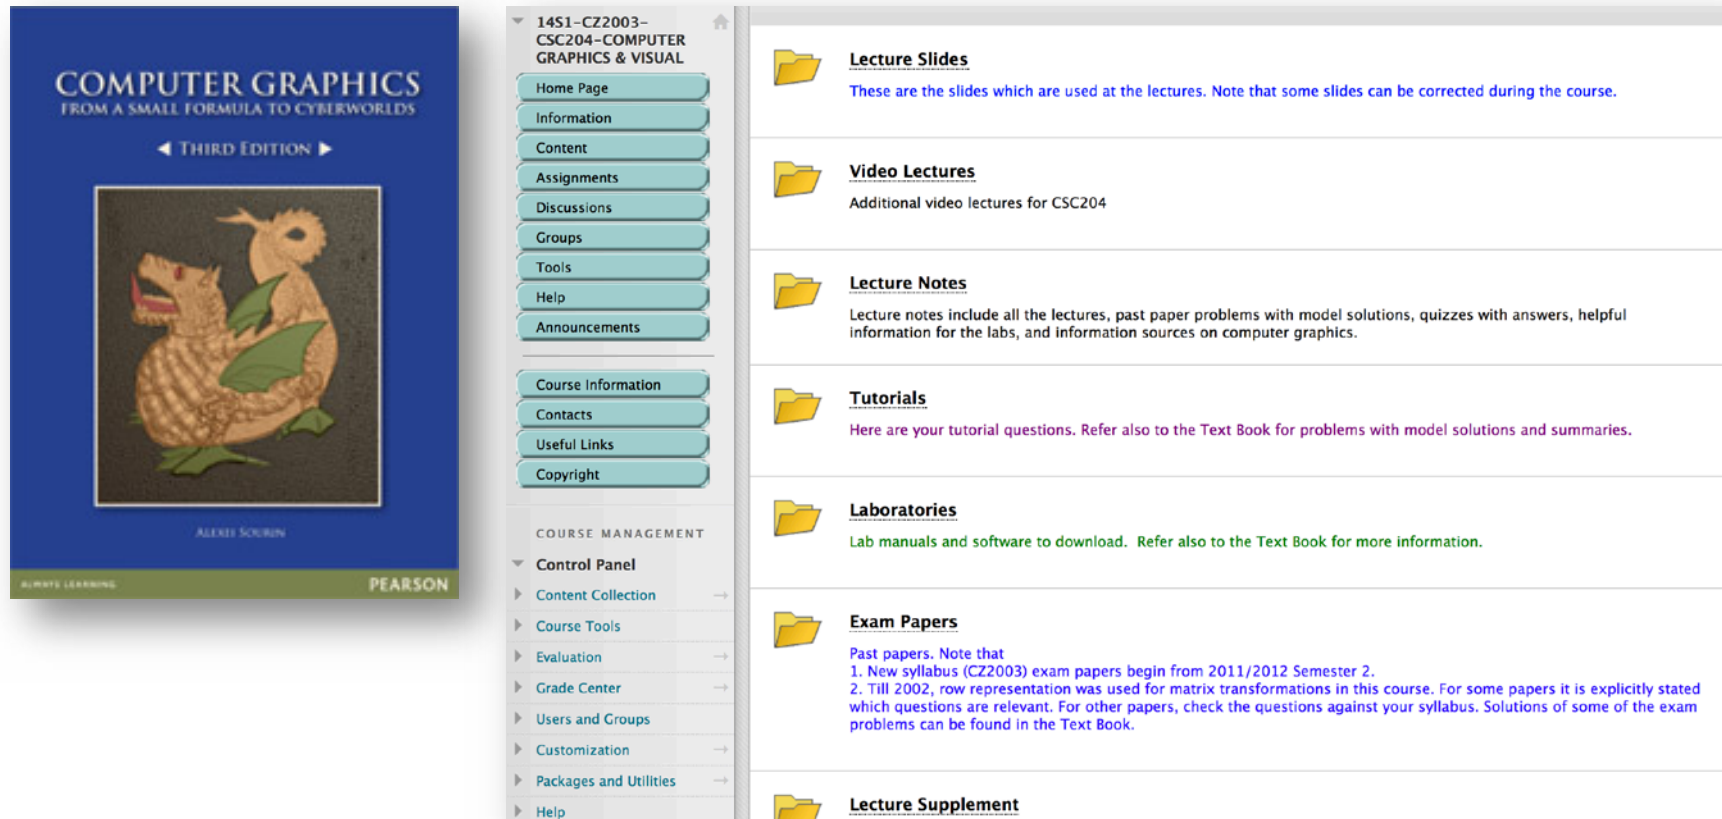 COMPUTER GRAPHICS
FROM A SMALL FORMULA TO CYBERWORLDS
THIRD EDITION
ALEXEI SOURIN
ALWAYS LEARNING
PEARSON
14S1-CZ2003-
CSC204-COMPUTER
GRAPHICS & VISUAL
Home Page
Information
Content
Assignments
Discussions
Groups
Tools
Help
Announcements
Course Information
Contacts
Useful Links
Copyright
COURSE MANAGEMENT
Control Panel
Content Collection
Course Tools
Evaluation
Grade Center
Users and Groups
Customization
Packages and Utilities
Help
Lecture Slides
These are the slides which are used at the lectures. Note that some slides can be corrected during the course.
Video Lectures
Additional video lectures for CSC204
Lecture Notes
Lecture notes include all the lectures, past paper problems with model solutions, quizzes with answers, helpful
information for the labs, and information sources on computer graphics.
Tutorials
Here are your tutorial questions. Refer also to the Text Book for problems with model solutions and summaries.
Laboratories
Lab manuals and software to download. Refer also to the Text Book for more information.
Exam Papers
Past papers. Note that
1. New syllabus (CZ2003) exam papers begin from 2011/2012 Semester 2.
2. Till 2002, row representation was used for matrix transformations in this course. For some papers it is explicitly stated
which questions are relevant. For other papers, check the questions against your syllabus. Solutions of some of the exam
problems can be found in the Text Book.
Lecture Supplement